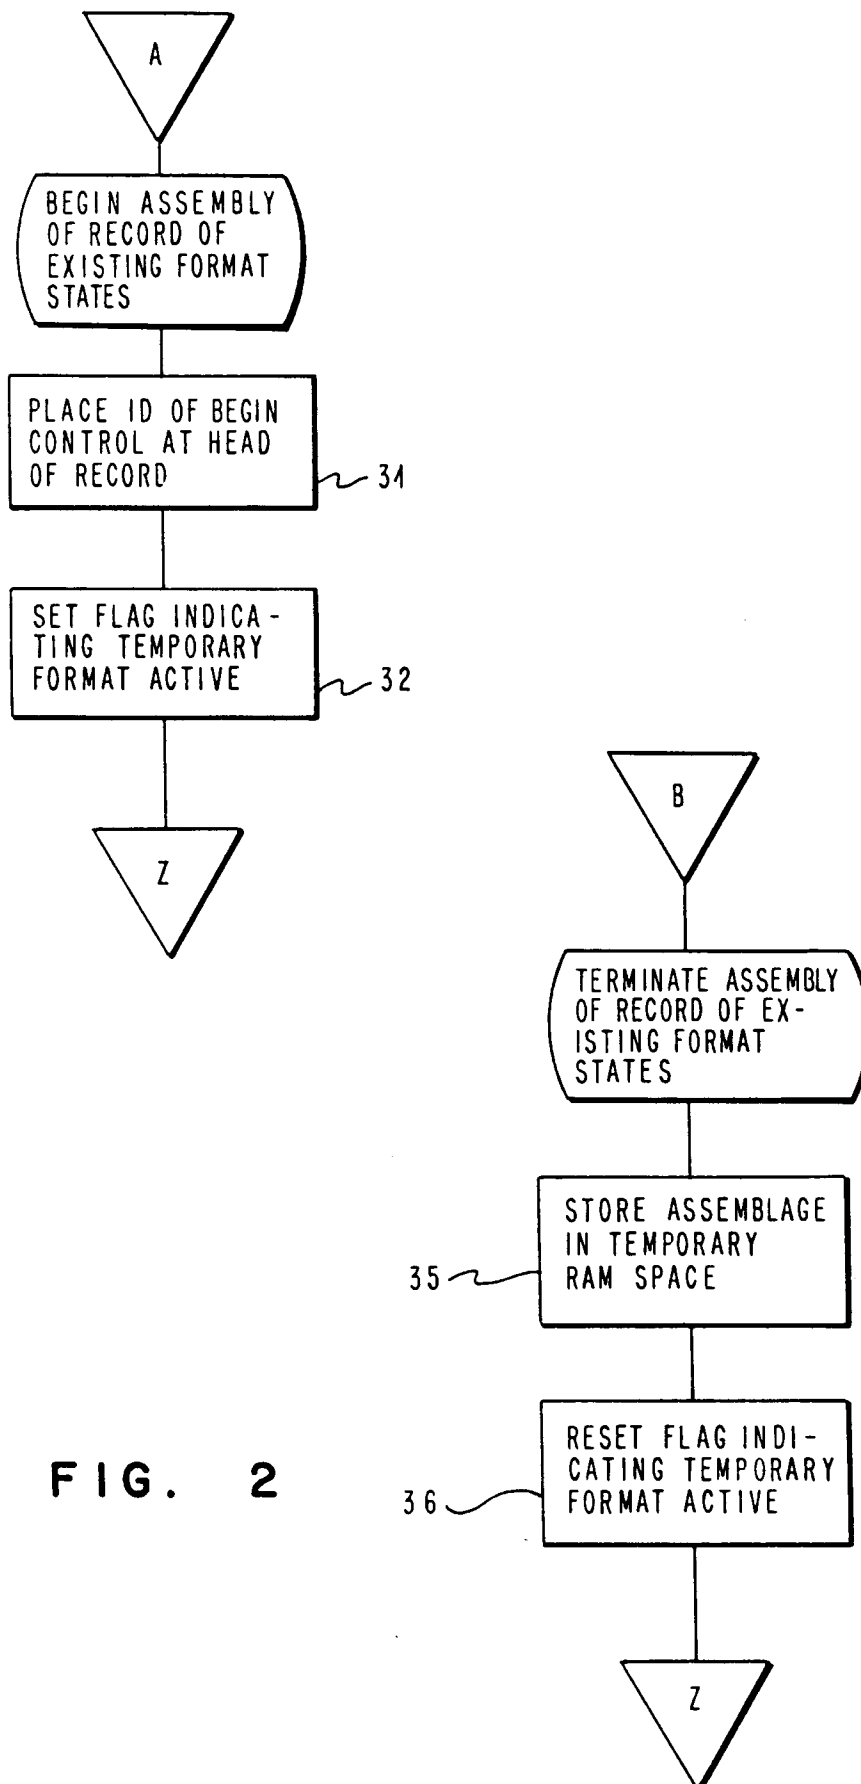 A
BEGIN ASSEMBLY
OF RECORD OF
EXISTING FORMAT
STATES
PLACE ID OF BEGIN
CONTROL AT HEAD
OF RECORD
31
SET FLAG INDICA-
TING TEMPORARY
FORMAT ACTIVE
32
Z
B
TERMINATE ASSEMBLY
OF RECORD OF EX-
ISTING FORMAT
STATES
STORE ASSEMBLAGE
IN TEMPORARY
RAM SPACE
35
RESET FLAG INDI-
CATING TEMPORARY
FORMAT ACTIVE
36
Z
FIG. 2